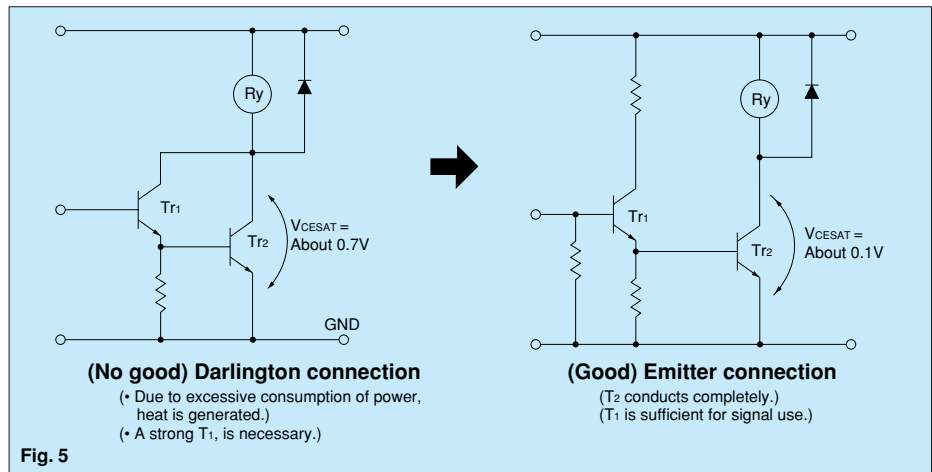 Ry
Tr1
Tr2
VCESAT =
About 0.7V
GND
(No good) Darlington connection
(• Due to excessive consumption of power,
heat is generated.)
(• A strong T1, is necessary.)
Ry
Tr1
Tr2
VCESAT =
About 0.1V
(Good) Emitter connection
(T2 conducts completely.)
(T1 is sufficient for signal use.)
Fig. 5